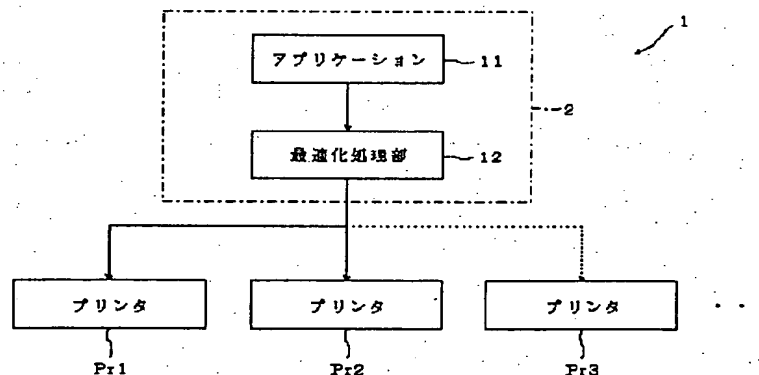 1
アプリケーション 11
2
最適化処理部 12
プリンタ プリンタ プリンタ ・・
Pr1 Pr2 Pr3